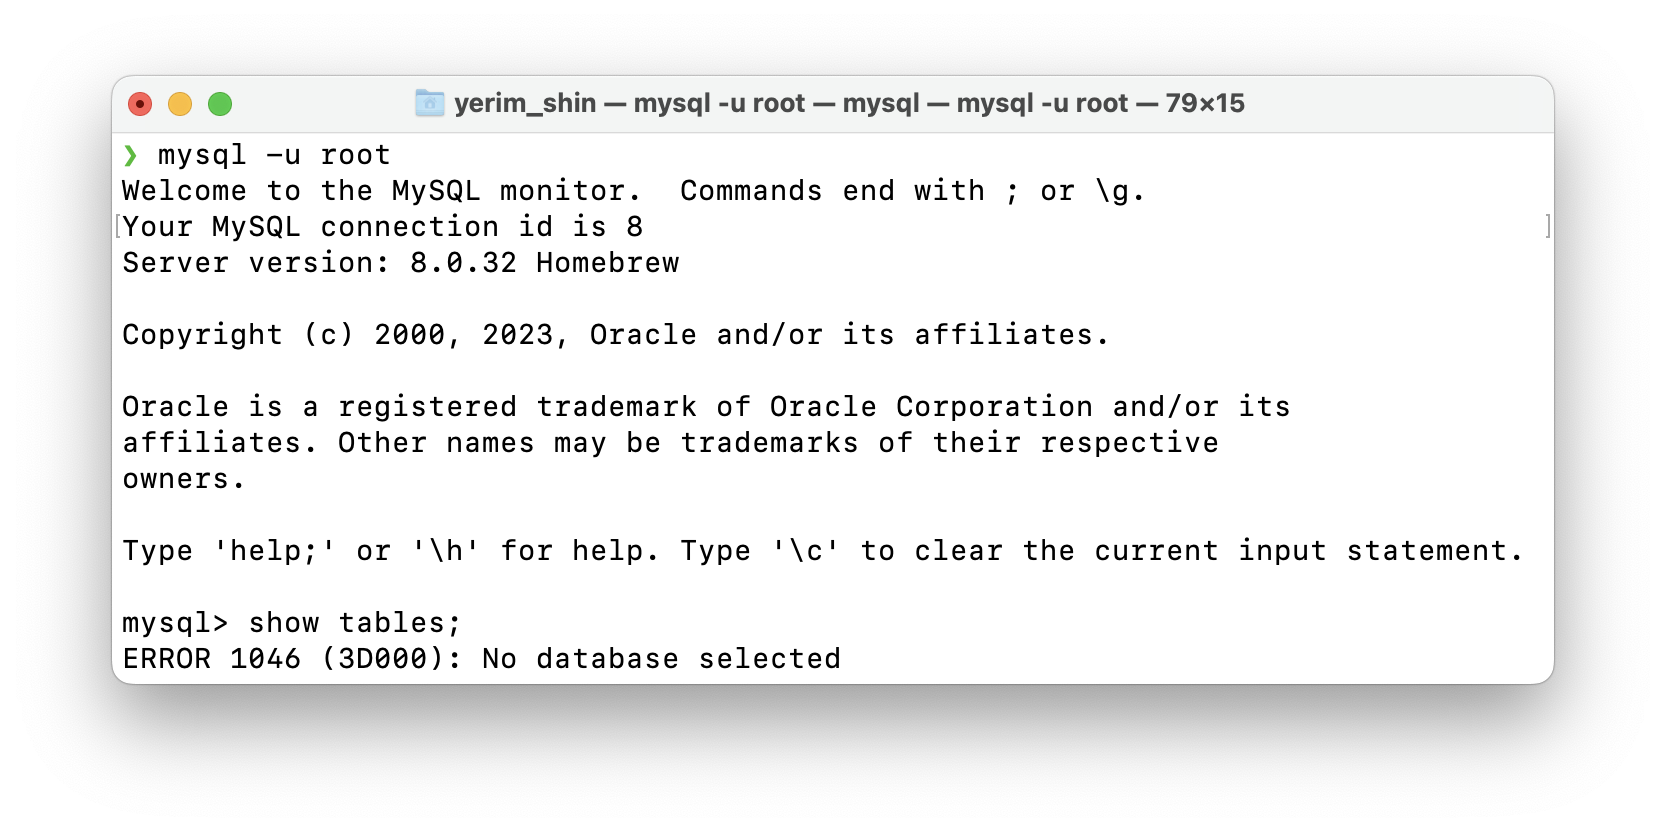 yerim_shin — mysql -u root — mysql — mysql -u root — 79×15
❯ mysql -u root
Welcome to the MySQL monitor.  Commands end with ; or \g.
[Your MySQL connection id is 8 ]
Server version: 8.0.32 Homebrew
Copyright (c) 2000, 2023, Oracle and/or its affiliates.
Oracle is a registered trademark of Oracle Corporation and/or its
affiliates. Other names may be trademarks of their respective
owners.
Type 'help;' or '\h' for help. Type '\c' to clear the current input statement.
mysql> show tables;
ERROR 1046 (3D000): No database selected